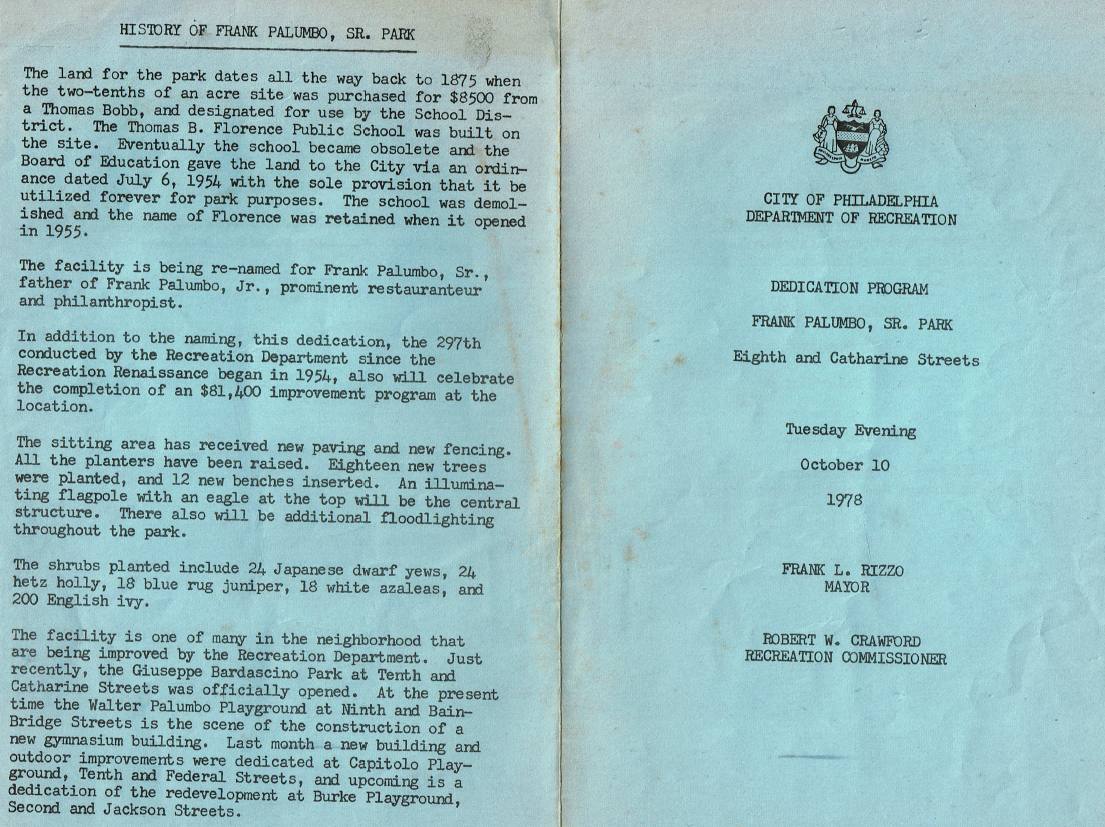 HISTORY OF FRANK PALUMBO, SR. PARK
The land for the park dates all the way back to 1875 when
the two-tenths of an acre site was purchased for $8500 from
a Thomas Bobb, and designated for use by the School Dis-
trict.  The Thomas B. Florence Public School was built on
the site.  Eventually the school became obsolete and the
Board of Education gave the land to the City via an ordin-
ance dated July 6, 1954 with the sole provision that it be
utilized forever for park purposes.  The school was demol-
ished and the name of Florence was retained when it opened
in 1955.
The facility is being re-named for Frank Palumbo, Sr.,
father of Frank Palumbo, Jr., prominent restauranteur
and philanthropist.
In addition to the naming, this dedication, the 297th
conducted by the Recreation Department since the
Recreation Renaissance began in 1954, also will celebrate
the completion of an $81,400 improvement program at the
location.
The sitting area has received new paving and new fencing.
All the planters have been raised.  Eighteen new trees
were planted, and 12 new benches inserted.  An illumina-
ting flagpole with an eagle at the top will be the central
structure.  There also will be additional floodlighting
throughout the park.
The shrubs planted include 24 Japanese dwarf yews, 24
hetz holly, 18 blue rug juniper, 18 white azaleas, and
200 English ivy.
The facility is one of many in the neighborhood that
are being improved by the Recreation Department.  Just
recently, the Giuseppe Bardascino Park at Tenth and
Catharine Streets was officially opened.  At the present
time the Walter Palumbo Playground at Ninth and Bain-
Bridge Streets is the scene of the construction of a
new gymnasium building.  Last month a new building and
outdoor improvements were dedicated at Capitolo Play-
ground, Tenth and Federal Streets, and upcoming is a
dedication of the redevelopment at Burke Playground,
Second and Jackson Streets.
CITY OF PHILADELPHIA
DEPARTMENT OF RECREATION
DEDICATION PROGRAM
FRANK PALUMBO, SR. PARK
Eighth and Catharine Streets
Tuesday Evening
October 10
1978
FRANK L. RIZZO
MAYOR
ROBERT W. CRAWFORD
RECREATION COMMISSIONER